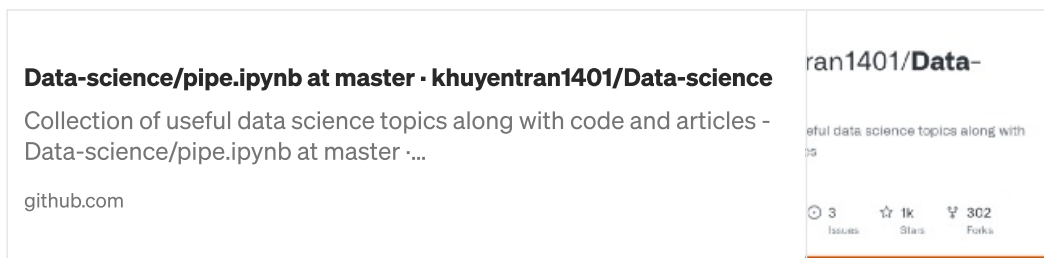 Data-science/pipe.ipynb at master · khuyentran1401/Data-science
Collection of useful data science topics along with code and articles -
Data-science/pipe.ipynb at master ·...
github.com
ran1401/Data-
eful data science topics along with
es
3
Issues
1k
Stars
302
Forks